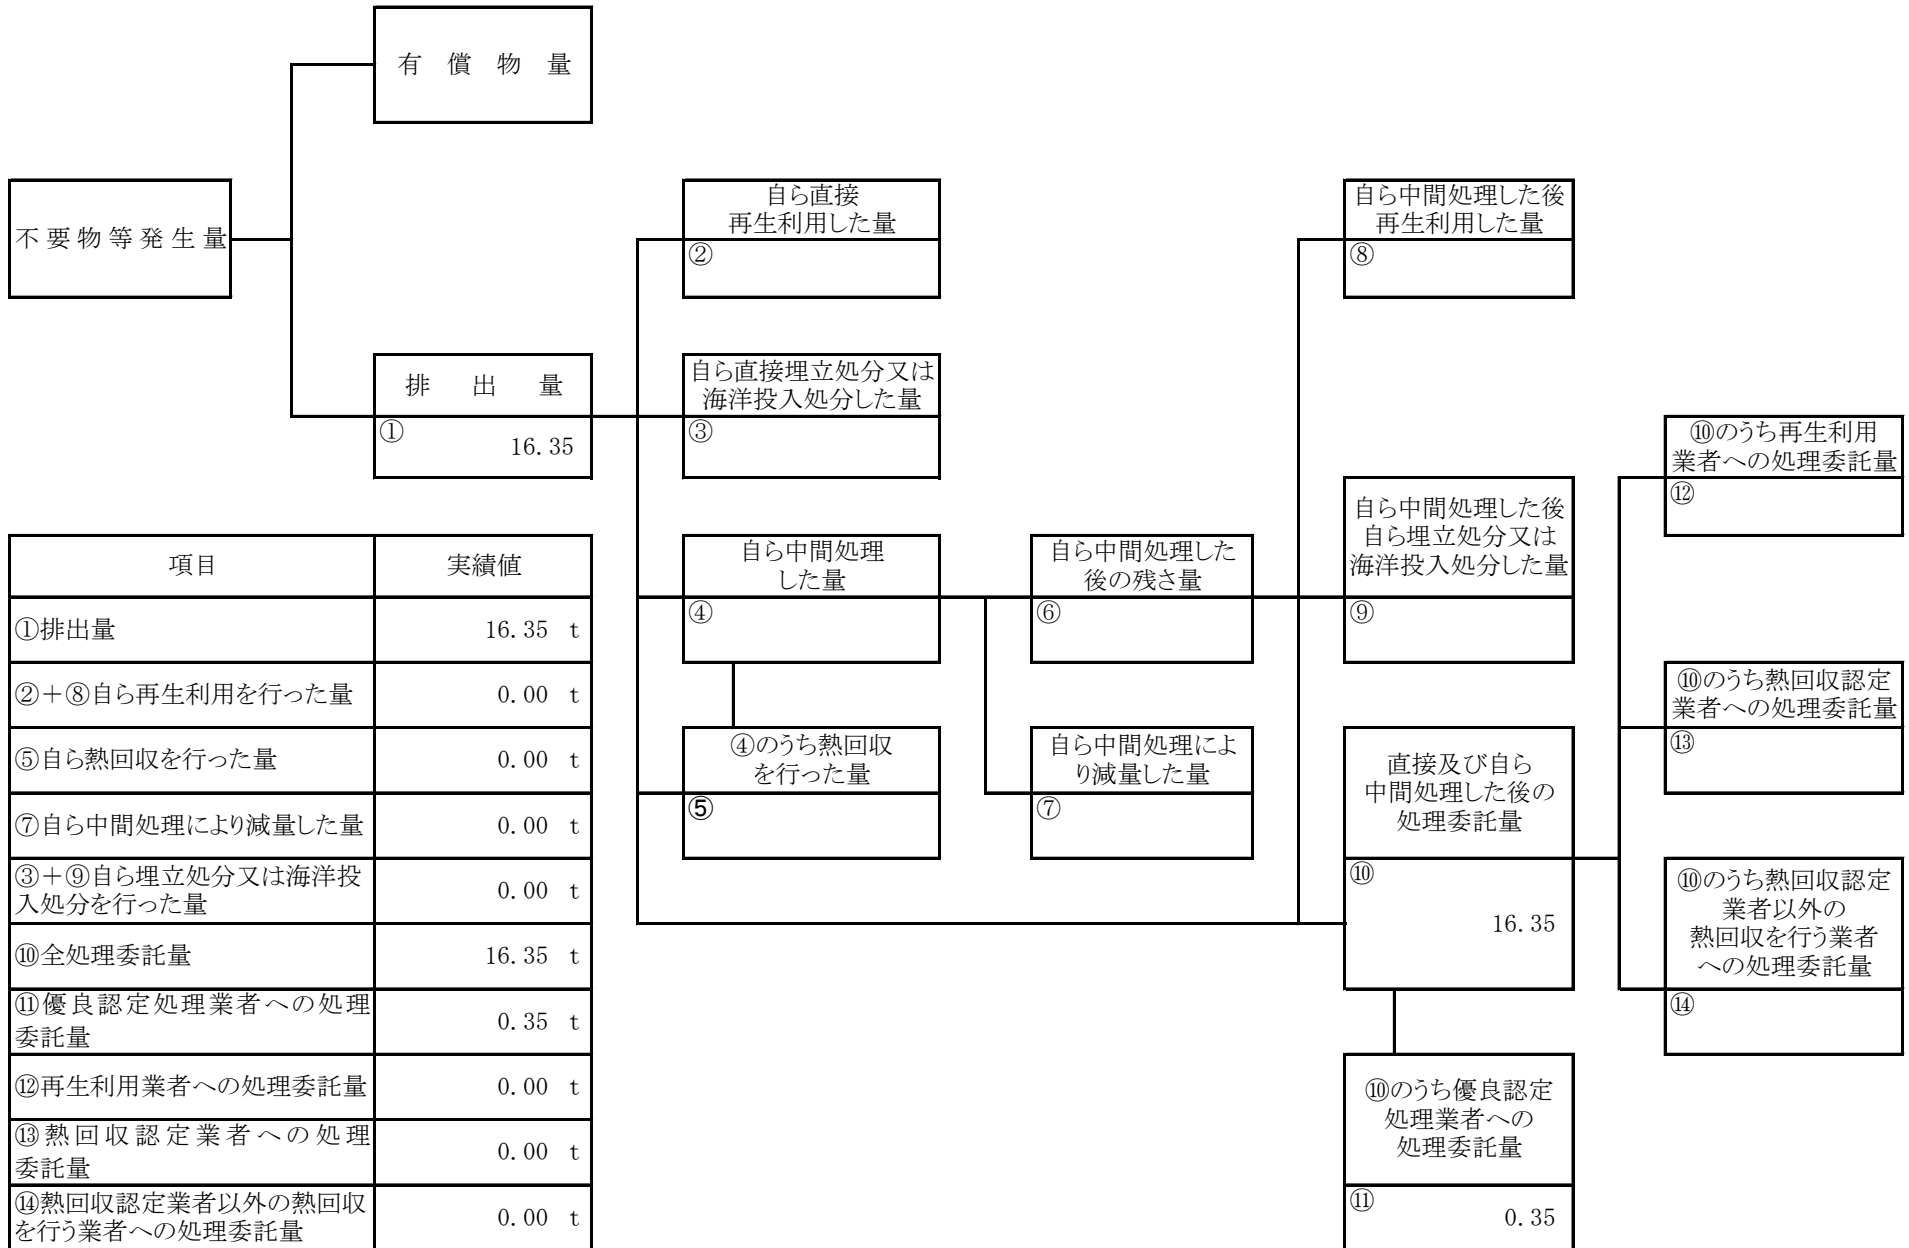 有償物量
不要物等発生量
自ら直接
再生利用した量
②
自ら中間処理した後
再生利用した量
⑧
排出量
①
16.35
自ら直接埋立処分又は
海洋投入処分した量
③
⑩のうち再生利用
業者への処理委託量
⑫
自ら中間処理
した量
④
自ら中間処理した
後の残さ量
⑥
自ら中間処理した後
自ら埋立処分又は
海洋投入処分した量
⑨
⑩のうち熱回収認定
業者への処理委託量
⑬
④のうち熱回収
を行った量
⑤
自ら中間処理によ
り減量した量
⑦
直接及び自ら
中間処理した後の
処理委託量
⑩
16.35
⑩のうち熱回収認定
業者以外の
熱回収を行う業者
への処理委託量
⑭
⑩のうち優良認定
処理業者への
処理委託量
⑪
0.35
項目 実績値
①排出量 16.35 t
②＋⑧自ら再生利用を行った量 0.00 t
⑤自ら熱回収を行った量 0.00 t
⑦自ら中間処理により減量した量 0.00 t
③＋⑨自ら埋立処分又は海洋投
入処分を行った量 0.00 t
⑩全処理委託量 16.35 t
⑪優良認定処理業者への処理
委託量 0.35 t
⑫再生利用業者への処理委託量 0.00 t
⑬熱回収認定業者への処理
委託量 0.00 t
⑭熱回収認定業者以外の熱回収
を行う業者への処理委託量 0.00 t